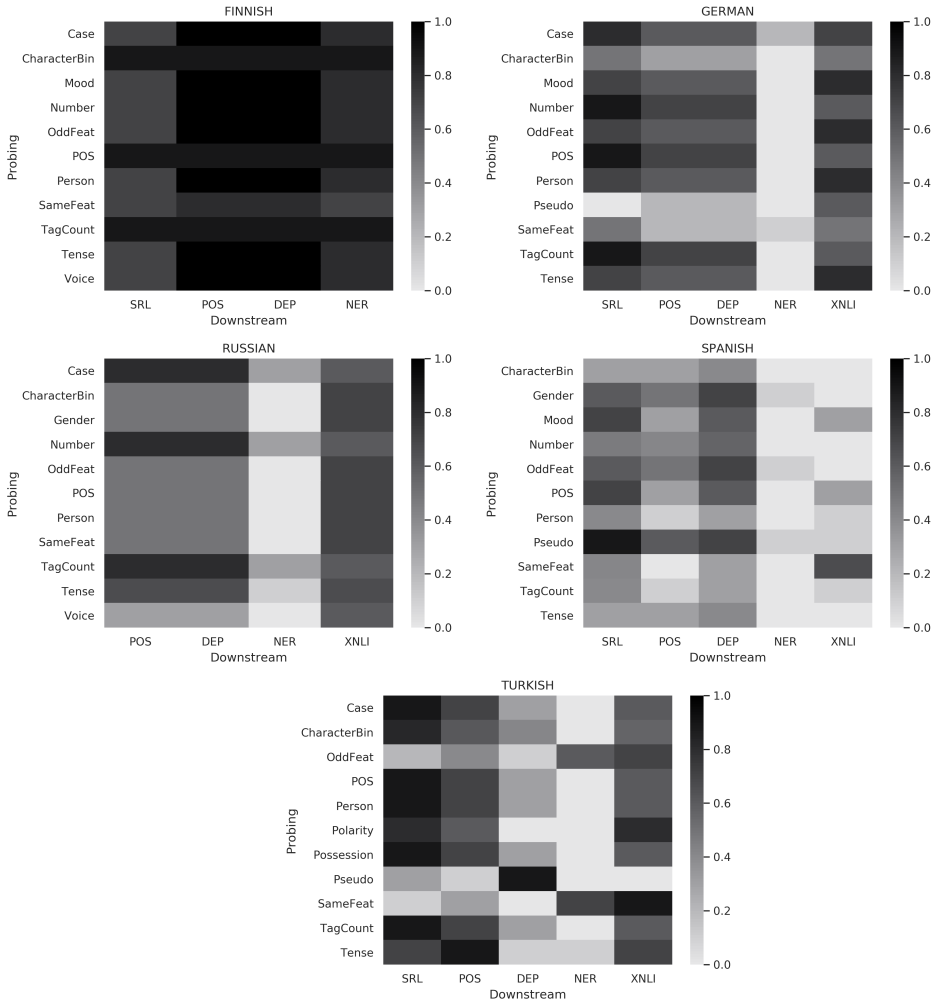 FINNISH
Case
CharacterBin
Mood
Number
OddFeat
POS
Person
SameFeat
TagCount
Tense
Voice
Probing
SRL POS DEP NER
Downstream
1.0
0.8
0.6
0.4
0.2
0.0
GERMAN
Case
CharacterBin
Mood
Number
OddFeat
POS
Person
Pseudo
SameFeat
TagCount
Tense
Probing
SRL POS DEP NER XNLI
Downstream
1.0
0.8
0.6
0.4
0.2
0.0
RUSSIAN
Case
CharacterBin
Gender
Number
OddFeat
POS
Person
SameFeat
TagCount
Tense
Voice
Probing
POS DEP NER XNLI
Downstream
1.0
0.8
0.6
0.4
0.2
0.0
SPANISH
CharacterBin
Gender
Mood
Number
OddFeat
POS
Person
Pseudo
SameFeat
TagCount
Tense
Probing
SRL POS DEP NER XNLI
Downstream
1.0
0.8
0.6
0.4
0.2
0.0
TURKISH
Case
CharacterBin
OddFeat
POS
Person
Polarity
Possession
Pseudo
SameFeat
TagCount
Tense
Probing
SRL POS DEP NER XNLI
Downstream
1.0
0.8
0.6
0.4
0.2
0.0